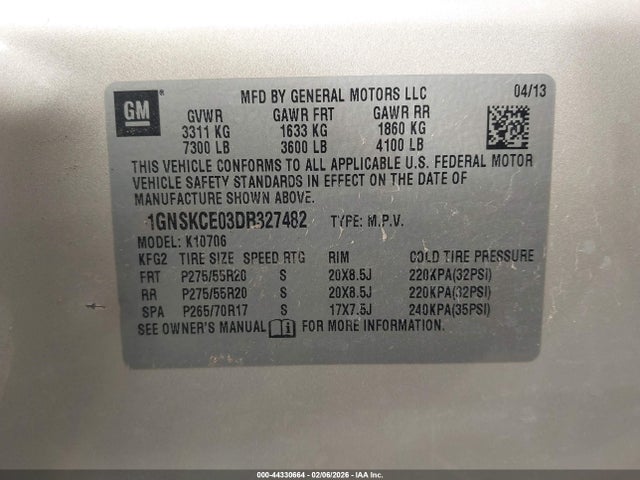 GM
MFD BY GENERAL MOTORS LLC 04/13
GVWR GAWR FRT GAWR RR
3311 KG 1633 KG 1860 KG
7300 LB 3600 LB 4100 LB
THIS VEHICLE CONFORMS TO ALL APPLICABLE U.S. FEDERAL MOTOR
VEHICLE SAFETY STANDARDS IN EFFECT ON THE DATE OF
MANUFACTURE SHOWN ABOVE.
1GNSKCE03DR327482 TYPE: M.P.V.
MODEL: K10706
KFG2 TIRE SIZE SPEED RTG RIM COLD TIRE PRESSURE
FRT P275/55R20 S 20X8.5J 220KPA(32PSI)
RR P275/55R20 S 20X8.5J 220KPA(32PSI)
SPA P265/70R17 S 17X7.5J 240KPA(35PSI)
SEE OWNER'S MANUAL FOR MORE INFORMATION.
000-44330664 - 02/06/2026 - IAA Inc.